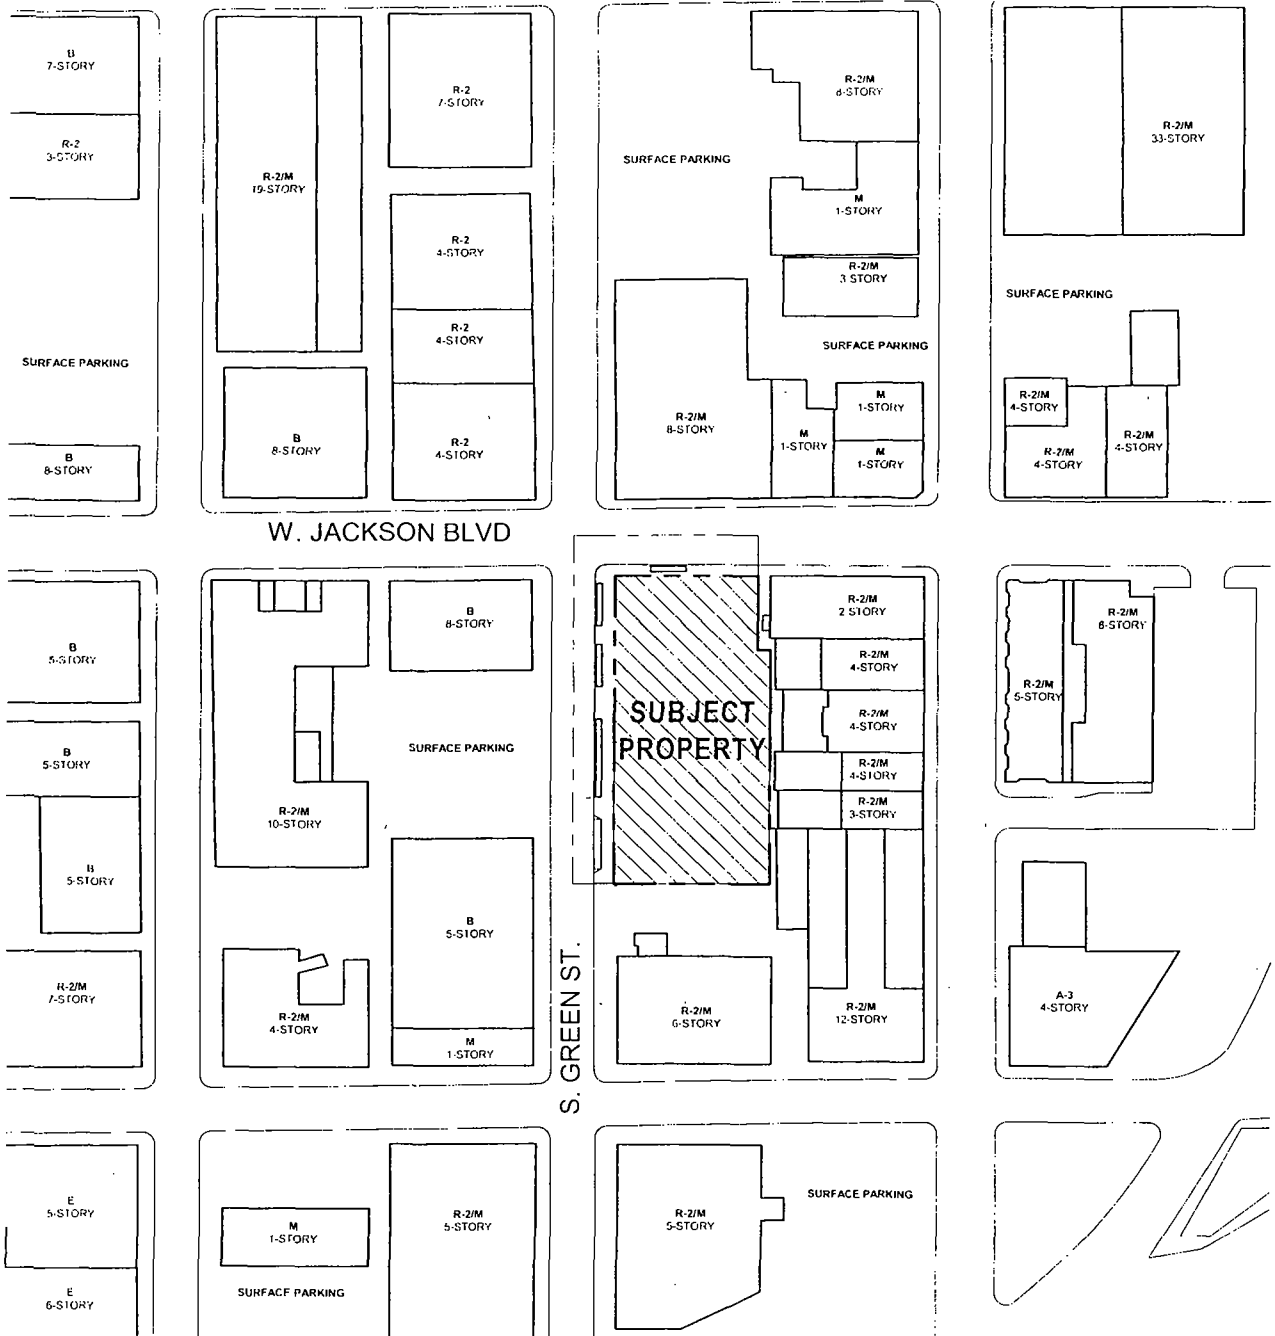 B
7-STORY
R-2
3-STORY
SURFACE PARKING
B
8-STORY
R-2/M
19-STORY
R-2
7-STORY
R-2
4-STORY
R-2
4-STORY
R-2
4-STORY
B
8-STORY
SURFACE PARKING
R-2/M
8-STORY
M
1-STORY
R-2/M
3 STORY
SURFACE PARKING
R-2/M
8-STORY
M
1-STORY
M
1-STORY
M
1-STORY
R-2/M
33-STORY
SURFACE PARKING
R-2/M
4-STORY
R-2/M
4-STORY
R-2/M
4-STORY
W. JACKSON BLVD
B
5-STORY
B
5-STORY
B
5-STORY
R-2/M
7-STORY
R-2/M
10-STORY
B
8-STORY
SURFACE PARKING
B
5-STORY
R-2/M
4-STORY
M
1-STORY
S. GREEN ST.
SUBJECT
PROPERTY
R-2/M
2 STORY
R-2/M
4-STORY
R-2/M
4-STORY
R-2/M
4-STORY
R-2/M
3-STORY
R-2/M
6-STORY
R-2/M
12-STORY
R-2/M
5-STORY
R-2/M
6-STORY
A-3
4-STORY
E
5-STORY
E
6-STORY
M
1-STORY
SURFACE PARKING
R-2/M
5-STORY
R-2/M
5-STORY
SURFACE PARKING